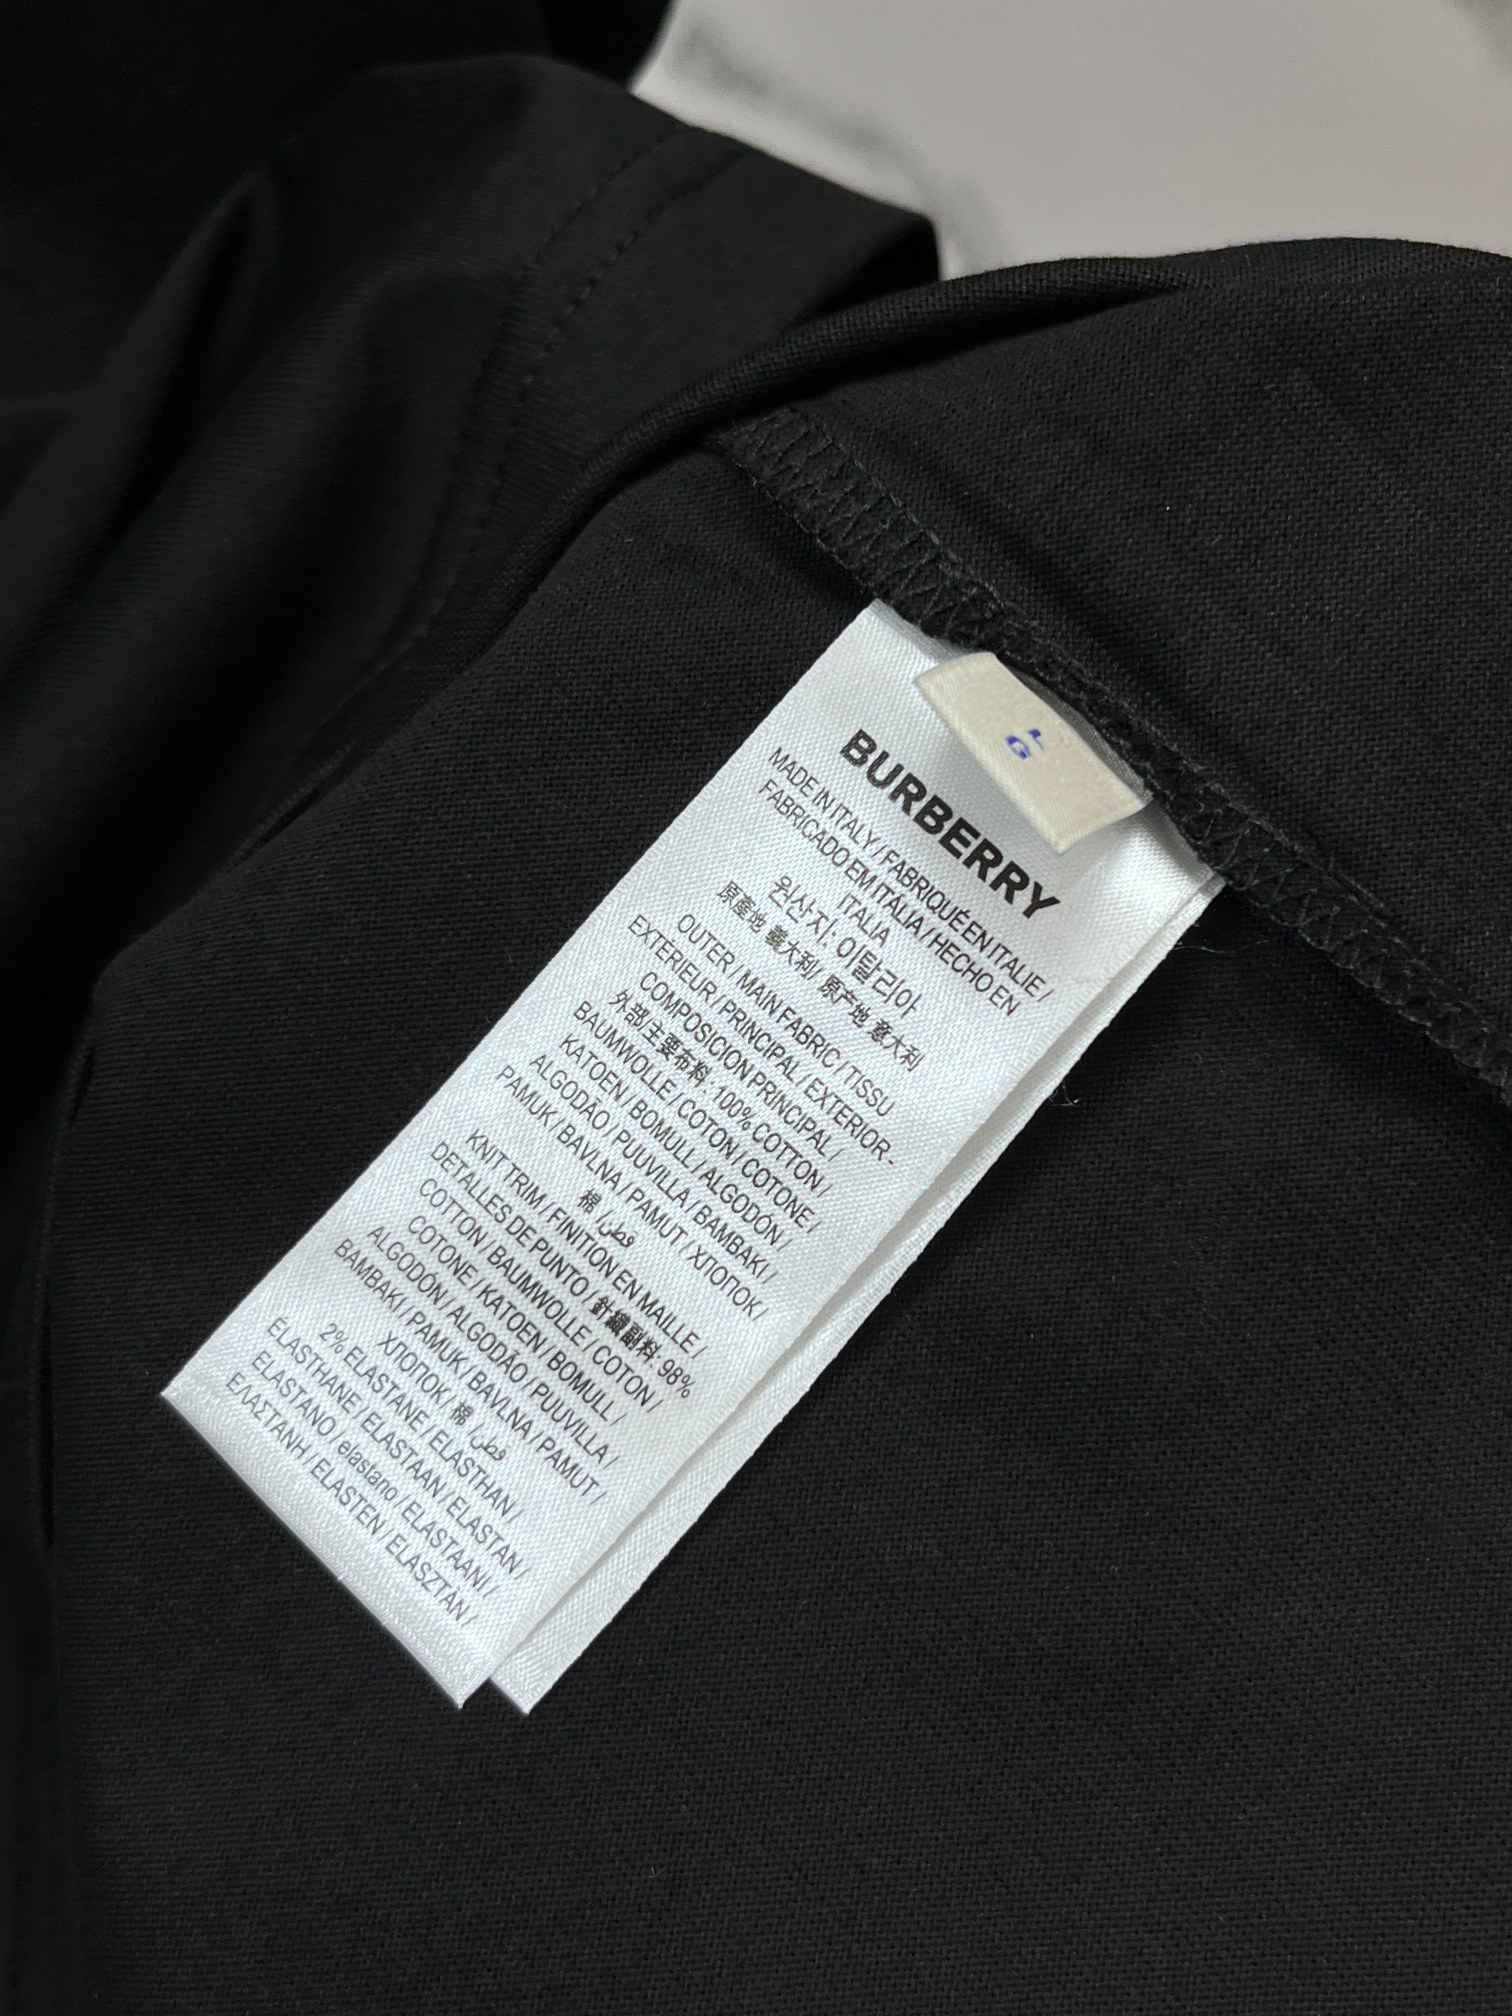 L
G
BURBERRY
MADE IN ITALY / FABRIQUÉ EN ITALIE /
FABRICADO EM ITÁLIA / HECHO EN
ITALIA
원산지: 이탈리아
原產地 義大利/ 原产地 意大利
OUTER / MAIN FABRIC / TISSU
EXTERIEUR / PRINCIPAL / EXTERIOR-
COMPOSICION PRINCIPAL /
外部/主要布料: 100% COTTON /
BAUMWOLLE / COTON / COTONE /
KATOEN / BOMULL / ALGODÓN /
ALGODÃO / PUUVILLA / BAMBAKI /
PAMUK / BAVLNA / PAMUT / ХЛОПОК /
棉 / قطن
KNIT TRIM / FINITION EN MAILLE /
DETALLES DE PUNTO / 針織副料: 98%
COTTON / BAUMWOLLE / COTON /
COTONE / KATOEN / BOMULL /
ALGODÓN / ALGODÃO / PUUVILLA /
BAMBAKI / PAMUK / BAVLNA / PAMUT /
ХЛОПОК / 棉 / قطن
2% ELASTANE / ELASTHAN /
ÉLASTHANNE / ELASTAAN / ELASTAN /
ELASTANO / elastano / ELASTAANI /
ΕΛΑΣΤΑΝΗ / ELASTEN / ELASZTÁN /